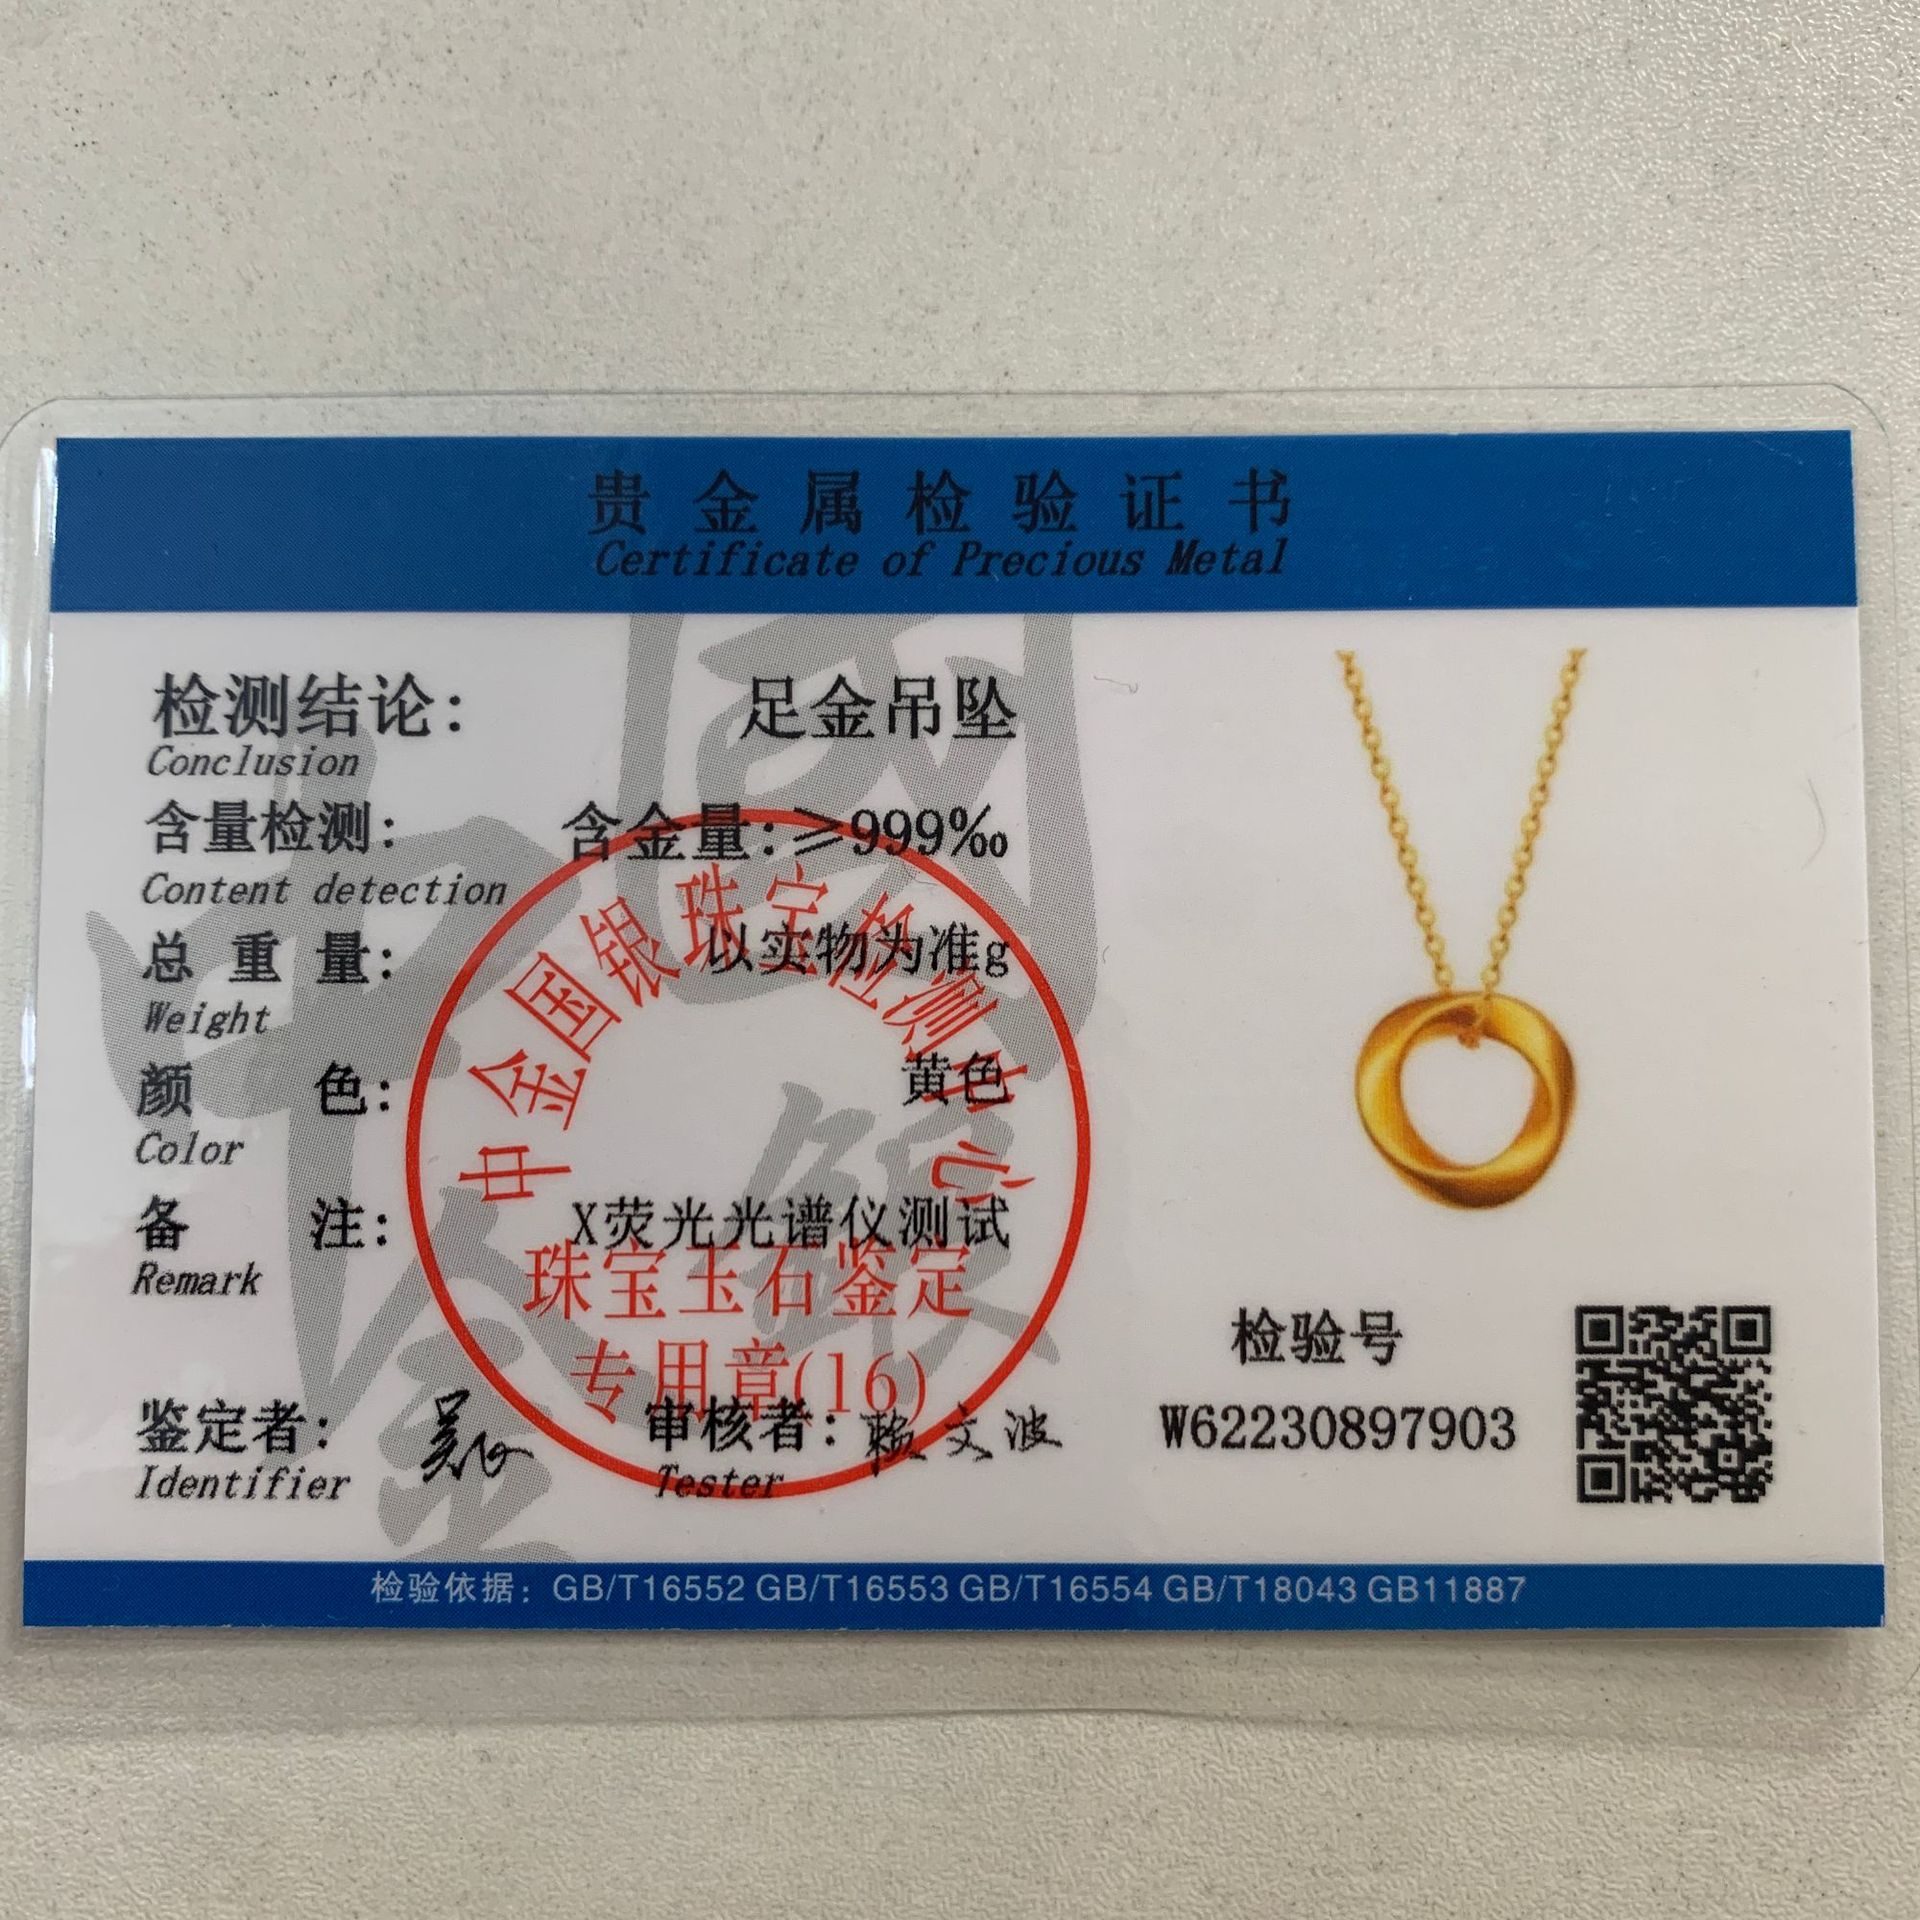 贵金属检验证书
Certificate of Precious Metal
检测结论: 足金吊坠
Conclusion
含量检测: 含金量:≥999‰
Content detection
总重量: 以实物为准g
Weight
颜色: 黄色
Color
备注: X荧光光谱仪测试
Remark
中金国银珠宝检测中心
珠宝玉石鉴定
专用章(16)
鉴定者: 审核者: 赖文波
Identifier Tester
检验号
W62230897903
检验依据: GB/T16552 GB/T16553 GB/T16554 GB/T18043 GB11887